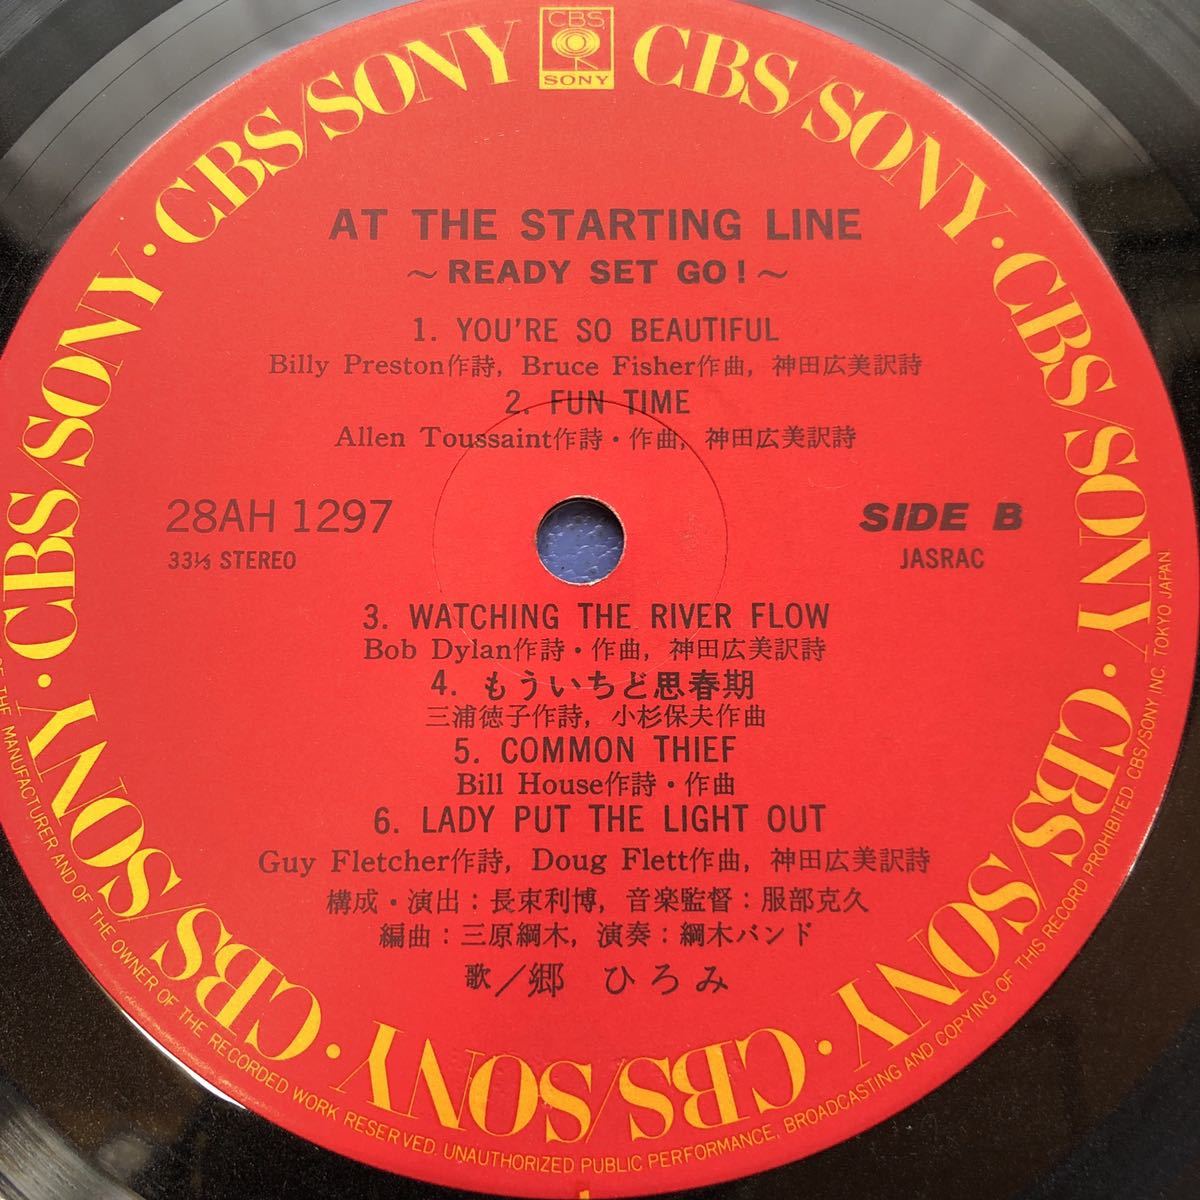 CBS
SONY
CBS/SONY · CBS/SONY · CBS/SONY · CBS/SONY · CBS/SONY · CBS/SONY · CBS/SONY · CBS/SONY · CBS/SONY · CBS/SONY
AT THE STARTING LINE
～READY SET GO!～
1. YOU'RE SO BEAUTIFUL
Billy Preston作詩, Bruce Fisher作曲, 神田広美訳詩
2. FUN TIME
Allen Toussaint作詩・作曲, 神田広美訳詩
28AH 1297
33⅓ STEREO
SIDE B
JASRAC
3. WATCHING THE RIVER FLOW
Bob Dylan作詩・作曲, 神田広美訳詩
4. もういちど思春期
三浦徳子作詩, 小杉保夫作曲
5. COMMON THIEF
Bill House作詩・作曲
6. LADY PUT THE LIGHT OUT
Guy Fletcher作詩, Doug Flett作曲, 神田広美訳詩
構成・演出：長束利博, 音楽監督：服部克久
編曲：三原綱木, 演奏：綱木バンド
歌／郷 ひろみ
OF THE MANUFACTURER AND OF THE OWNER OF THE RECORDED WORK RESERVED. UNAUTHORIZED PUBLIC PERFORMANCE, BROADCASTING AND COPYING OF THIS RECORD PROHIBITED CBS/SONY INC. TOKYO JAPAN